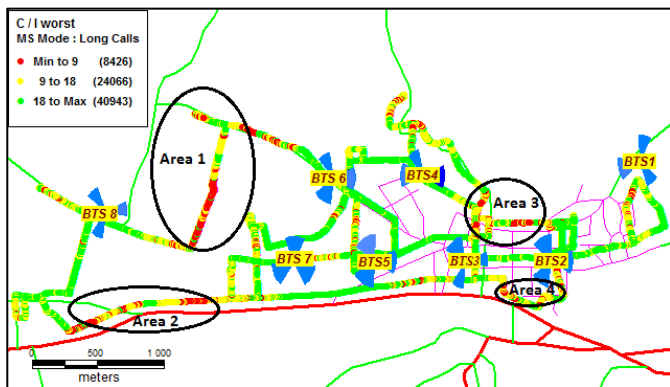 C / I worst
MS Mode : Long Calls
Min to 9 (8426)
9 to 18 (24066)
18 to Max (40943)
Area 1
BTS 6
BTS4
BTS1
Area 3
BTS 8
BTS 7
BTS5
BTS3
BTS2
Area 4
Area 2
0 500 1 000
meters